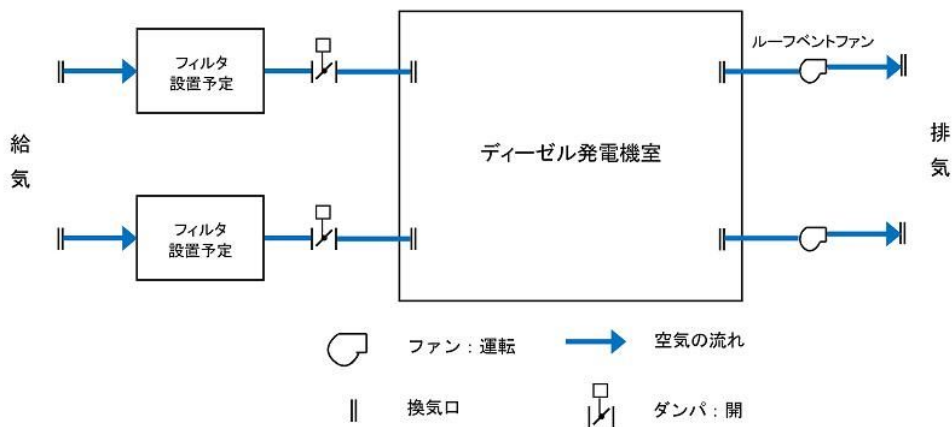 ルーフベントファン
フィルタ
設置予定
給気
ディーゼル発電機室
排気
フィルタ
設置予定
ファン：運転
空気の流れ
換気口
ダンパ：開